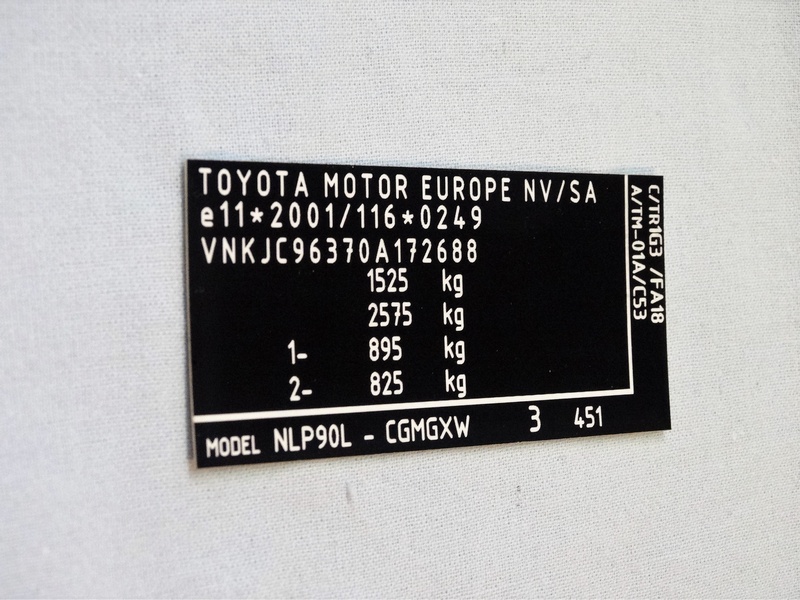 TOYOTA MOTOR EUROPE NV/SA
e11*2001/116*0249
VNKJC96370A172688
1525 kg
2575 kg
1- 895 kg
2- 825 kg
MODEL NLP90L - CGMGXW 3 451
C/TR1G3 /FA18
A/TM-01A/C53